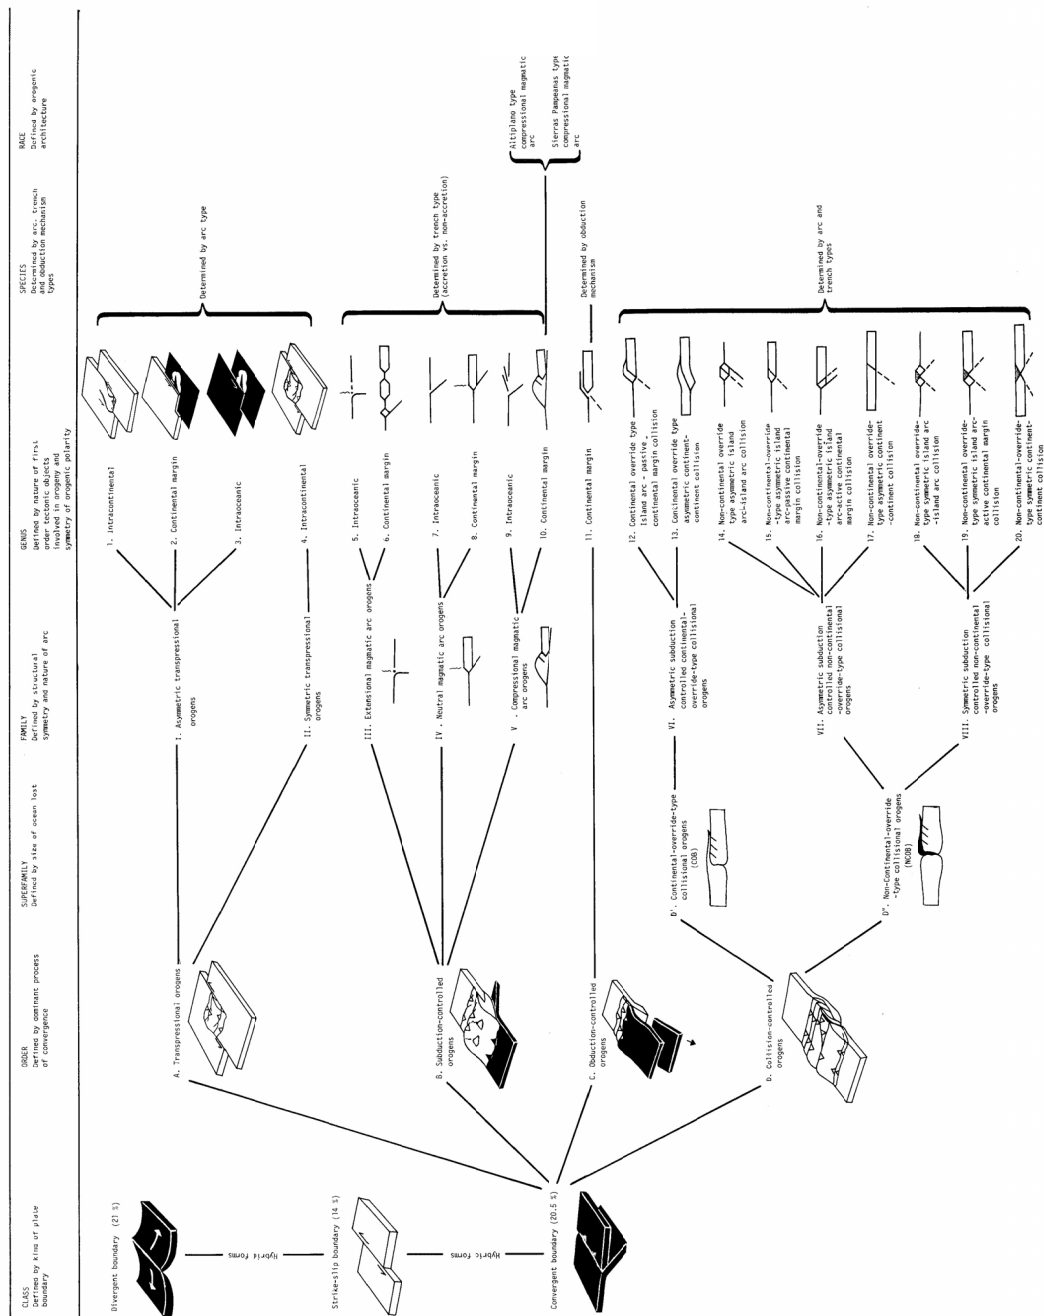 CLASS
Defined by kind of plate
boundary
ORDER
Defined by dominant process
of convergence
SUPERFAMILY
Defined by size of ocean lost
FAMILY
Defined by structural
symmetry and nature of arc
GENUS
Defined by nature of first
order tectonic objects
involved in orogeny and
symmetry of orogenic polarity
SPECIES
Determined by arc, trench
and obduction mechanism
types
RACE
Defined by orogenic
architecture
Divergent boundary (21 %)
Hybrid forms
Strike-slip boundary (14 %)
Hybrid forms
Convergent boundary (20.5 %)
A. Transpressional orogens
B. Subduction-controlled
orogens
C. Obduction-controlled
orogens
D. Collision-controlled
orogens
D'. Continental-override-type
collisional orogens
(COB)
D". Non-Continental-override
-type collisional orogens
(NCOB)
I. Asymmetric transpressional
orogens
II. Symmetric transpressional
orogens
III. Extensional magmatic arc orogens
IV . Neutral magmatic arc orogens
V . Compressional magmatic
arc orogens
VI. Asymmetric subduction
controlled continental-
override-type collisional
orogens
VII. Asymmetric subduction
controlled non-continental
-override-type collisional
orogens
VIII. Symmetric subduction
controlled non-continental
-override-type collisional
orogens
1. Intracontinental
2. Continental margin
3. Intraoceanic
4. Intracontinental
5. Intraoceanic
6. Continental margin
7. Intraoceanic
8. Continental margin
9. Intraoceanic
10. Continental margin
11. Continental margin
12. Continental override type
Island arc - passive
continental margin collision
13. Continental override type
asymmetric continent-
continent collision
14. Non-continental override
type asymmetric island
arc-island arc collision
15. Non-continental-override
-type asymmetric island
arc-passive continental
margin collision
16. Non-continental-override
-type asymmetric island
arc-active continental
margin collision
17. Non-continental override-
type asymmetric continent
-continent collision
18. Non-continental-override-
type symmetric island arc
-island arc collision
19. Non-continental-override
type symmetric island arc-
active continental margin
collision
20. Non-continental-override-
type symmetric continent-
continent collision
Determined by arc type
Determined by trench type
(accretion vs. non-accretion)
Determined by obduction
mechanism
Determined by arc and
trench types
Altiplano type
compressional magmatic
arc
Sierras Pampeanas type
compressional magmatic
arc